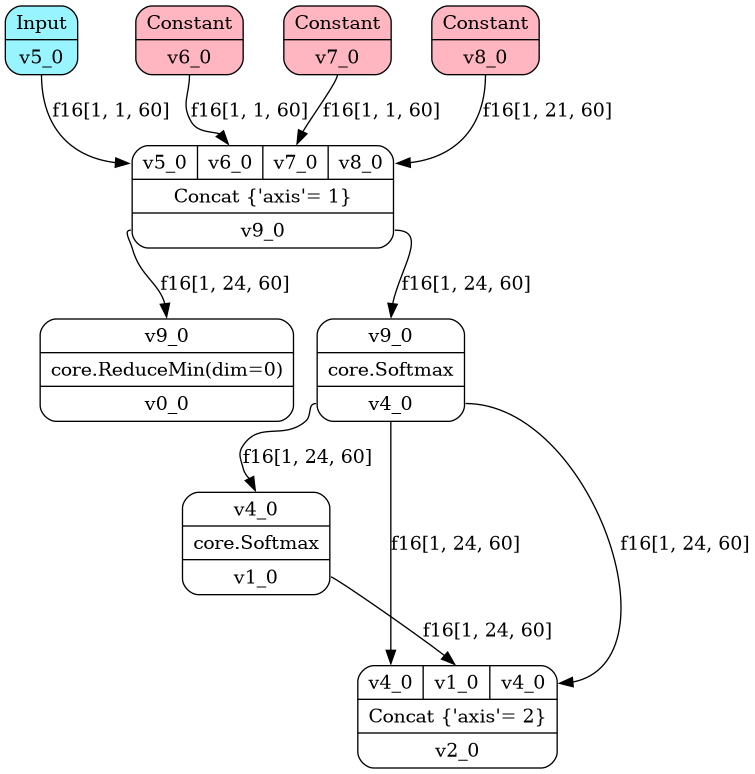 Input
v5_0
Constant
v6_0
Constant
v7_0
Constant
v8_0
f16[1, 1, 60]
f16[1, 1, 60]
f16[1, 1, 60]
f16[1, 21, 60]
v5_0 v6_0 v7_0 v8_0
Concat {'axis'= 1}
v9_0
f16[1, 24, 60]
f16[1, 24, 60]
v9_0
core.ReduceMin(dim=0)
v0_0
v9_0
core.Softmax
v4_0
f16[1, 24, 60]
v4_0
core.Softmax
v1_0
f16[1, 24, 60]
f16[1, 24, 60]
f16[1, 24, 60]
v4_0 v1_0 v4_0
Concat {'axis'= 2}
v2_0